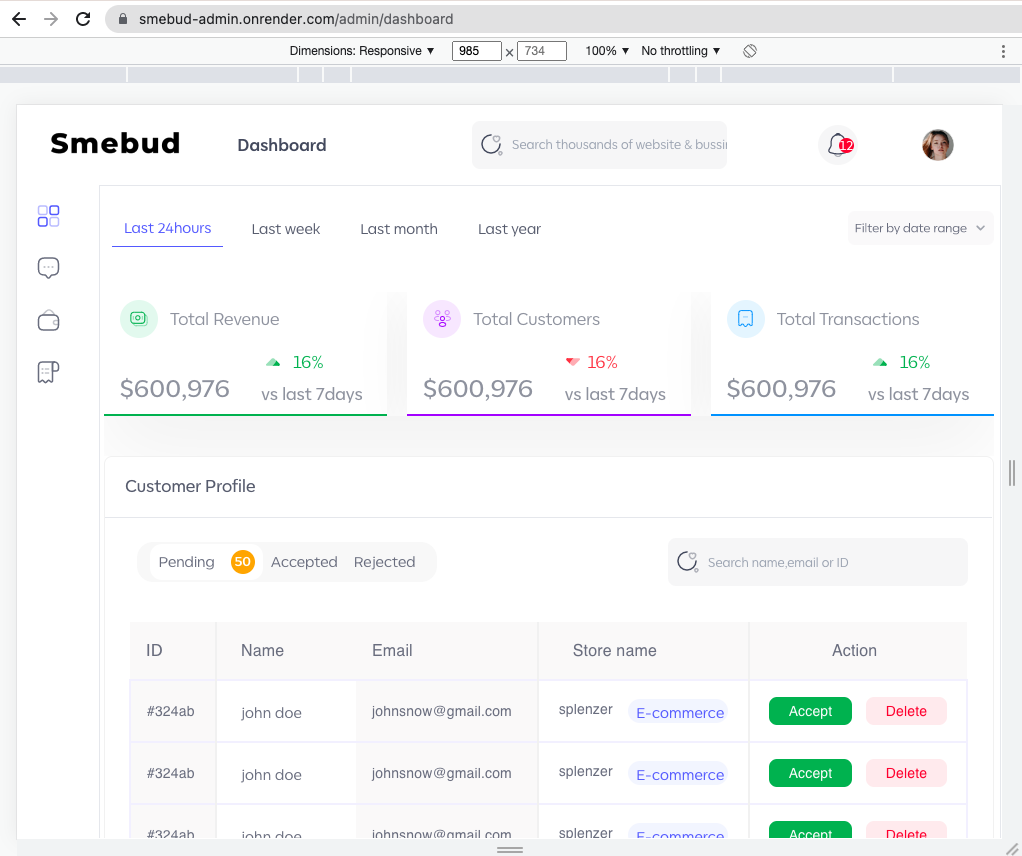 smebud-admin.onrender.com/admin/dashboard
Dimensions: Responsive ▼ 985 × 734 100% ▼ No throttling ▼
Smebud Dashboard Search thousands of website & bussi 12
Last 24hours Last week Last month Last year Filter by date range
Total Revenue Total Customers Total Transactions
16% 16% 16%
$600,976 vs last 7days $600,976 vs last 7days $600,976 vs last 7days
Customer Profile
Pending 50 Accepted Rejected Search name,email or ID
ID Name Email Store name Action
#324ab john doe johnsnow@gmail.com splenzer E-commerce Accept Delete
#324ab john doe johnsnow@gmail.com splenzer E-commerce Accept Delete
#324ab john doe johnsnow@gmail.com splenzer E-commerce Accept Delete